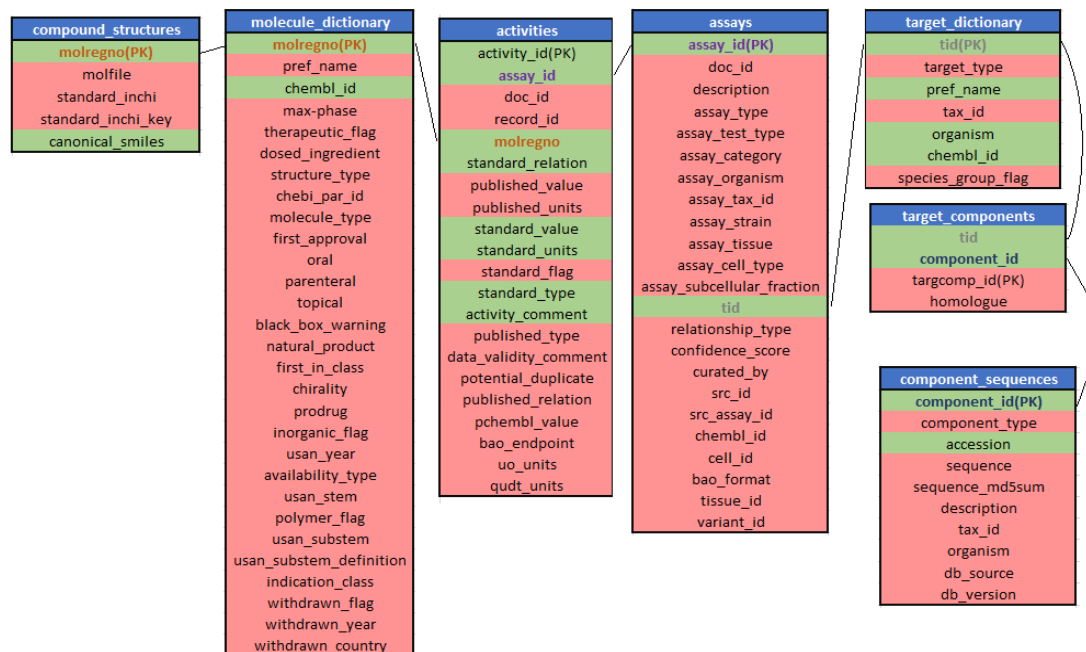 compound_structures
molregno(PK)
molfile
standard_inchi
standard_inchi_key
canonical_smiles
molecule_dictionary
molregno(PK)
pref_name
chembl_id
max-phase
therapeutic_flag
dosed_ingredient
structure_type
chebi_par_id
molecule_type
first_approval
oral
parenteral
topical
black_box_warning
natural_product
first_in_class
chirality
prodrug
inorganic_flag
usan_year
availability_type
usan_stem
polymer_flag
usan_substem
usan_substem_definition
indication_class
withdrawn_flag
withdrawn_year
withdrawn_country
activities
activity_id(PK)
assay_id
doc_id
record_id
molregno
standard_relation
published_value
published_units
standard_value
standard_units
standard_flag
standard_type
activity_comment
published_type
data_validity_comment
potential_duplicate
published_relation
pchembl_value
bao_endpoint
uo_units
qudt_units
assays
assay_id(PK)
doc_id
description
assay_type
assay_test_type
assay_category
assay_organism
assay_tax_id
assay_strain
assay_tissue
assay_cell_type
assay_subcellular_fraction
tid
relationship_type
confidence_score
curated_by
src_id
src_assay_id
chembl_id
cell_id
bao_format
tissue_id
variant_id
target_dictionary
tid(PK)
target_type
pref_name
tax_id
organism
chembl_id
species_group_flag
target_components
tid
component_id
targcomp_id(PK)
homologue
component_sequences
component_id(PK)
component_type
accession
sequence
sequence_md5sum
description
tax_id
organism
db_source
db_version